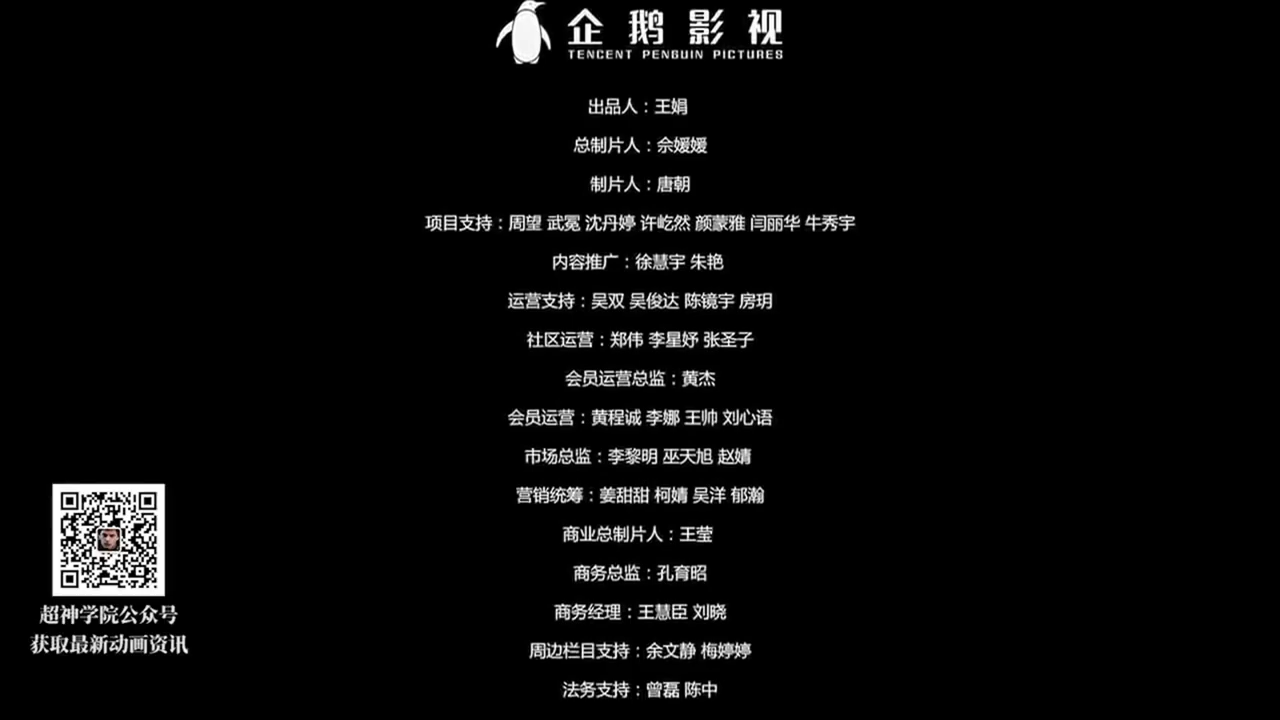 企鹅影视
TENCENT PENGUIN PICTURES
出品人：王娟
总制片人：佘媛媛
制片人：唐朝
项目支持：周望 武冕 沈丹婷 许屹然 颜蒙雅 闫丽华 牛秀宇
内容推广：徐慧宇 朱艳
运营支持：吴双 吴俊达 陈镜宇 房玥
社区运营：郑伟 李星妤 张圣子
会员运营总监：黄杰
会员运营：黄程诚 李娜 王帅 刘心语
市场总监：李黎明 巫天旭 赵婧
营销统筹：姜甜甜 柯婧 吴洋 郁瀚
商业总制片人：王莹
商务总监：孔育昭
商务经理：王慧臣 刘晓
周边栏目支持：余文静 梅婷婷
法务支持：曾磊 陈中
超神学院公众号
获取最新动画资讯